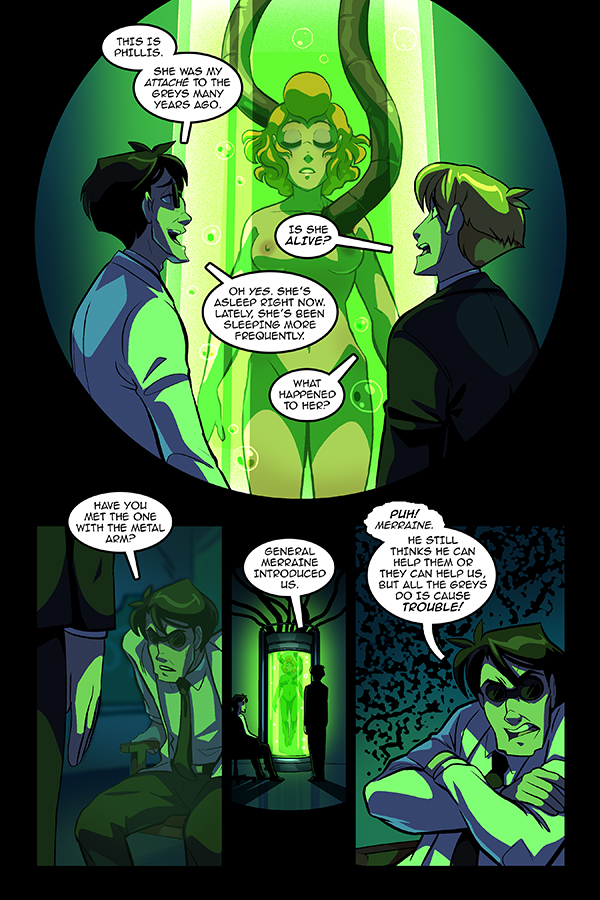 THIS IS
PHILLIS.
SHE WAS MY
ATTACHÉ TO THE
GREYS MANY
YEARS AGO.
IS SHE
ALIVE?
OH YES. SHE'S
ASLEEP RIGHT NOW.
LATELY, SHE'S BEEN
SLEEPING MORE
FREQUENTLY.
WHAT
HAPPENED
TO HER?
HAVE YOU
MET THE ONE
WITH THE METAL
ARM?
GENERAL
MERRAINE
INTRODUCED
US.
PUH!
MERRAINE.
HE STILL
THINKS HE CAN
HELP THEM OR
THEY CAN HELP US,
BUT ALL THE GREYS
DO IS CAUSE
TROUBLE!